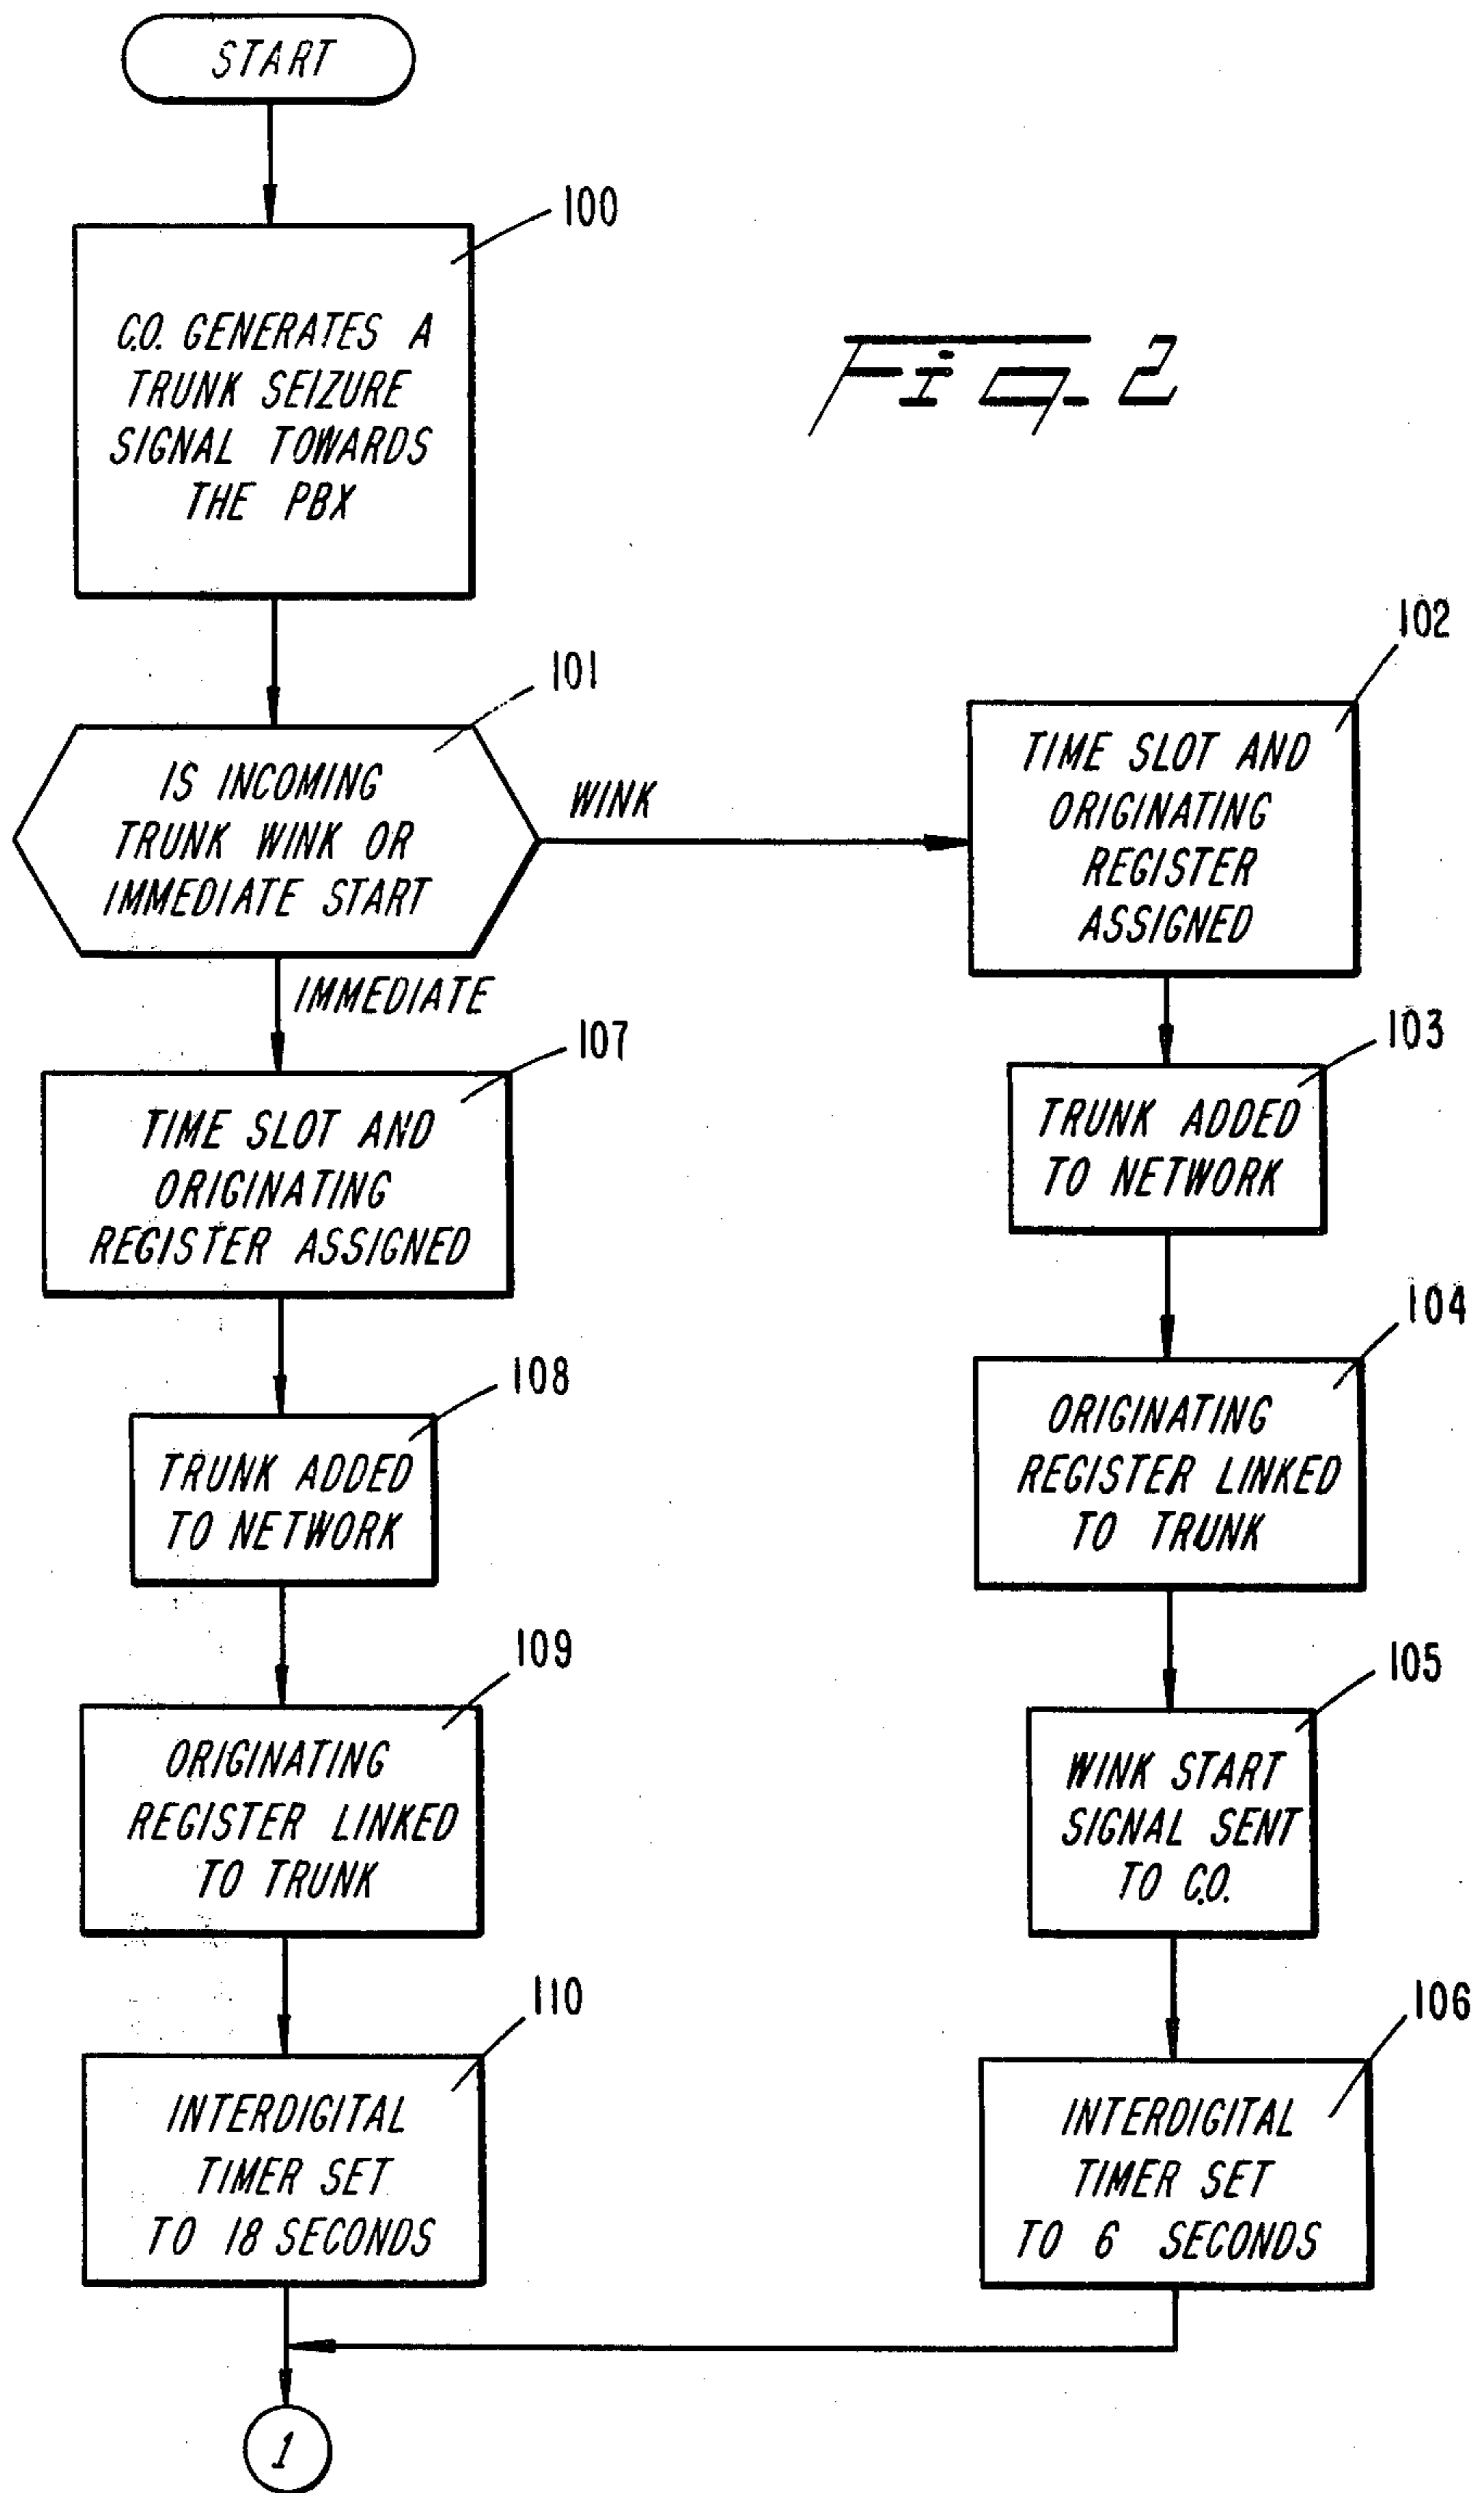 START
100
C.O. GENERATES A
TRUNK SEIZURE
SIGNAL TOWARDS
THE PBX
Fig. 2
101
IS INCOMING
TRUNK WINK OR
IMMEDIATE START
WINK
IMMEDIATE
102
TIME SLOT AND
ORIGINATING
REGISTER
ASSIGNED
103
TRUNK ADDED
TO NETWORK
104
ORIGINATING
REGISTER LINKED
TO TRUNK
105
WINK START
SIGNAL SENT
TO C.O.
106
INTERDIGITAL
TIMER SET
TO 6 SECONDS
107
TIME SLOT AND
ORIGINATING
REGISTER ASSIGNED
108
TRUNK ADDED
TO NETWORK
109
ORIGINATING
REGISTER LINKED
TO TRUNK
110
INTERDIGITAL
TIMER SET
TO 18 SECONDS
1